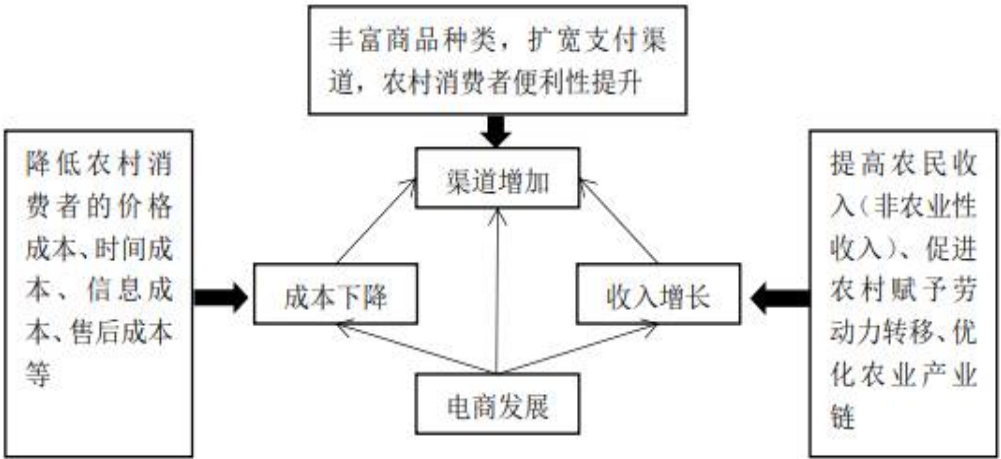 丰富商品种类，扩宽支付渠
道，农村消费者便利性提升
降低农村消
费者的价格
成本、时间成
本、信息成
本、售后成本
等
渠道增加
提高农民收
入（非农业性
收入）、促进
农村赋予劳
动力转移、优
化农业产业
链
成本下降
收入增长
电商发展